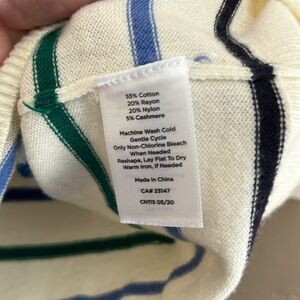 55% Cotton
20% Rayon
20% Nylon
5% Cashmere
Machine Wash Cold
Gentle Cycle
Only Non-Chlorine Bleach
When Needed
Reshape, Lay Flat To Dry
Warm Iron, If Needed
Made in China
CA# 23147
CN115 05/20